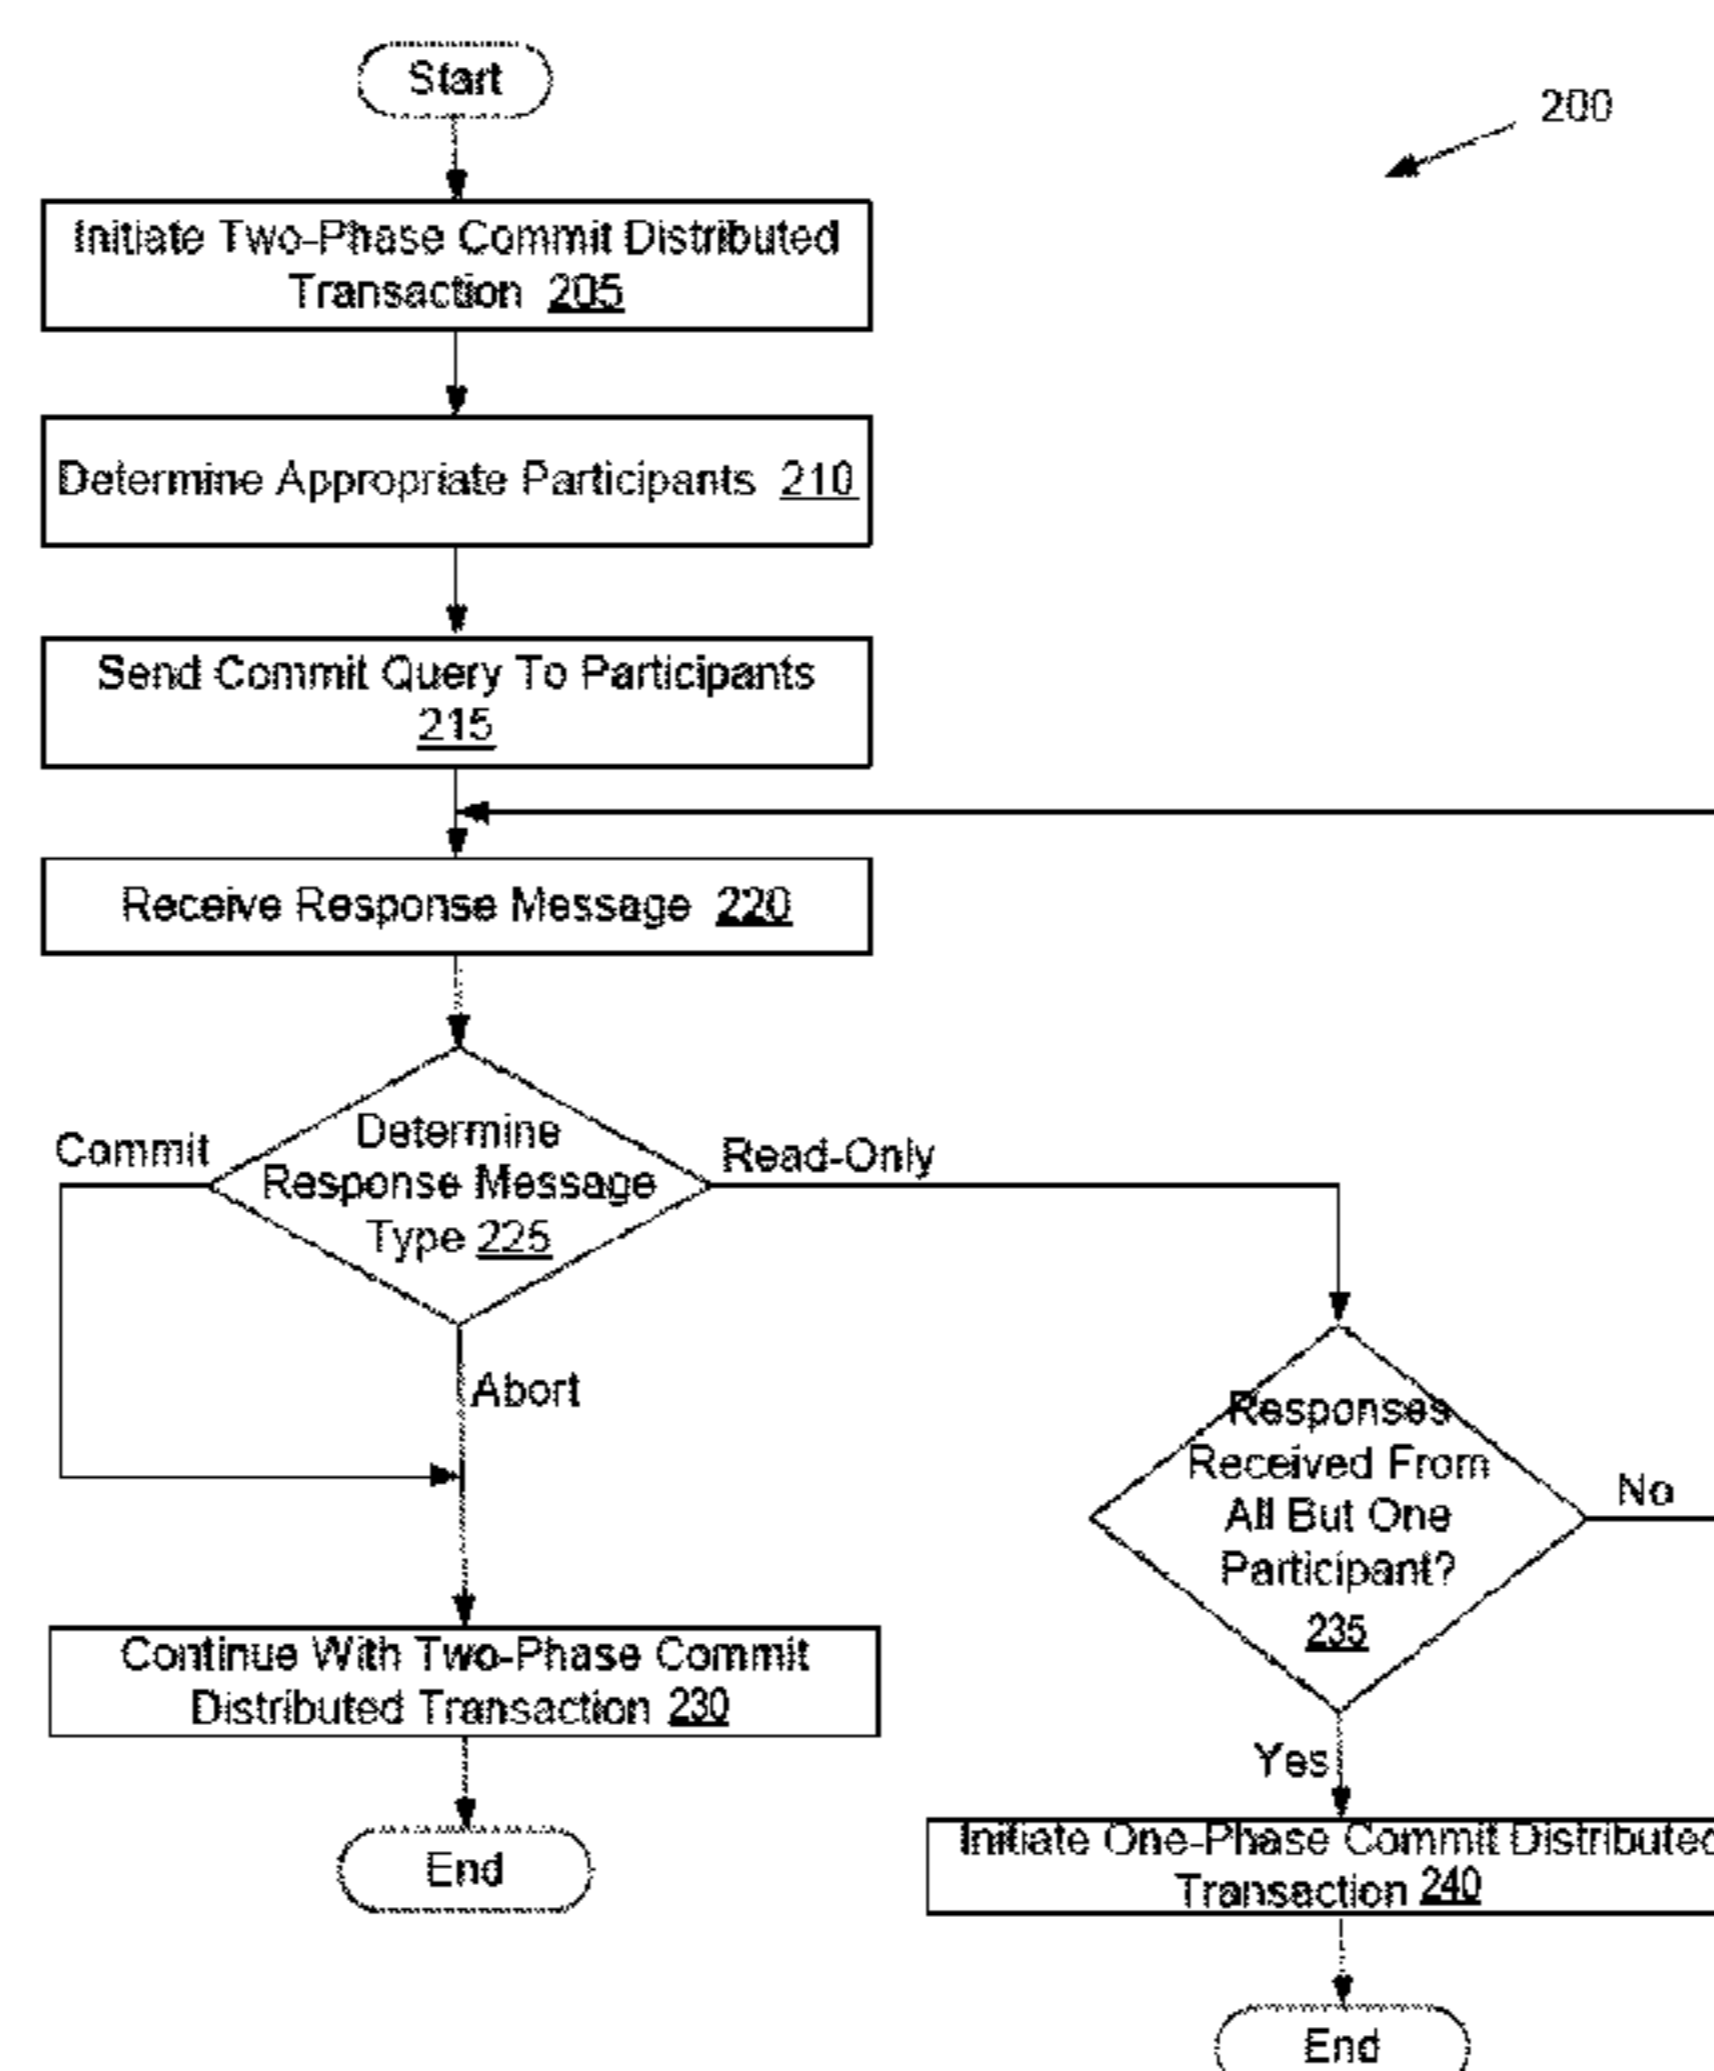 Start
200
Initiate Two-Phase Commit Distributed
Transaction 205
Determine Appropriate Participants 210
Send Commit Query To Participants
215
Receive Response Message 220
Determine
Response Message
Type 225
Commit
Read-Only
Abort
Responses
Received From
All But One
Participant?
235
No
Yes
Continue With Two-Phase Commit
Distributed Transaction 230
End
Initiate One-Phase Commit Distributed
Transaction 240
End